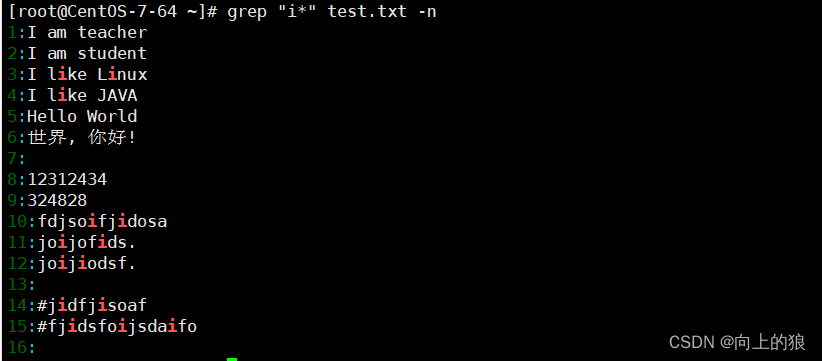 [root@CentOS-7-64 ~]# grep "i*" test.txt -n
1:I am teacher
2:I am student
3:I like Linux
4:I like JAVA
5:Hello World
6:世界, 你好!
7:
8:12312434
9:324828
10:fdjsoifjidosa
11:joijofids.
12:joijiodsf.
13:
14:#jidfjisoaf
15:#fjidsfoijsdaifo
16:
CSDN @向上的狼